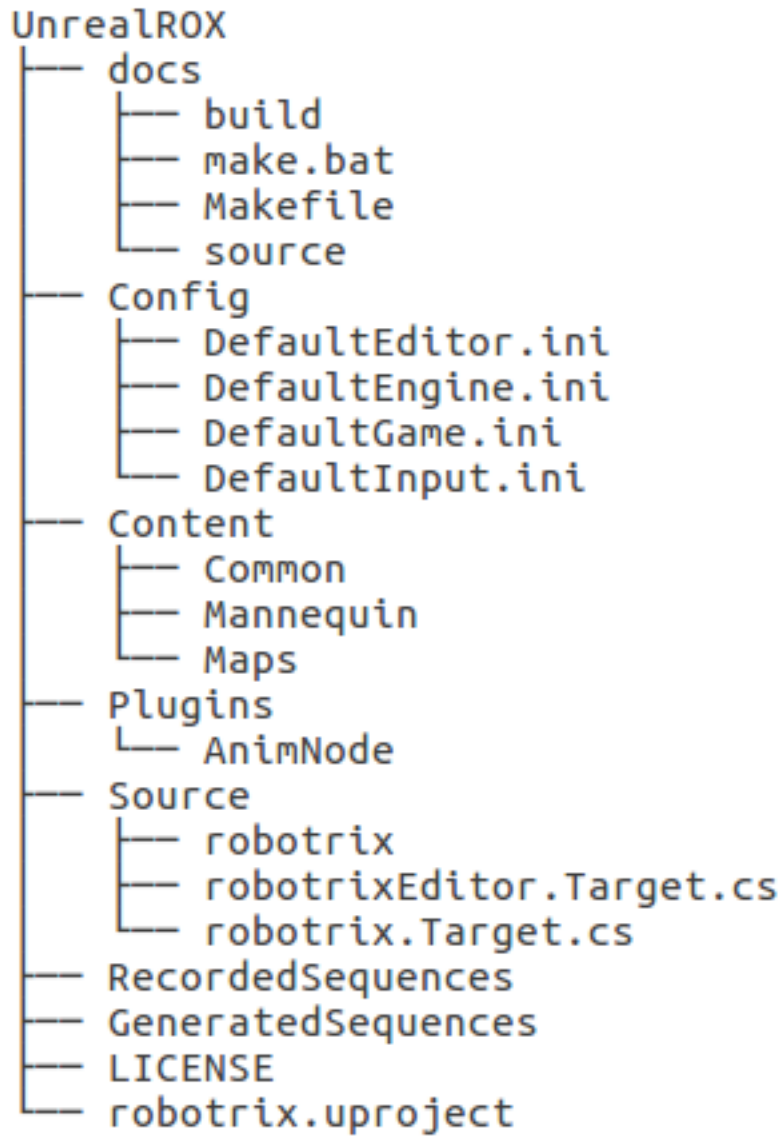 UnrealROX
├── docs
│   ├── build
│   ├── make.bat
│   ├── Makefile
│   └── source
├── Config
│   ├── DefaultEditor.ini
│   ├── DefaultEngine.ini
│   ├── DefaultGame.ini
│   └── DefaultInput.ini
├── Content
│   ├── Common
│   ├── Mannequin
│   └── Maps
├── Plugins
│   └── AnimNode
├── Source
│   ├── robotrix
│   ├── robotrixEditor.Target.cs
│   └── robotrix.Target.cs
├── RecordedSequences
├── GeneratedSequences
├── LICENSE
└── robotrix.uproject